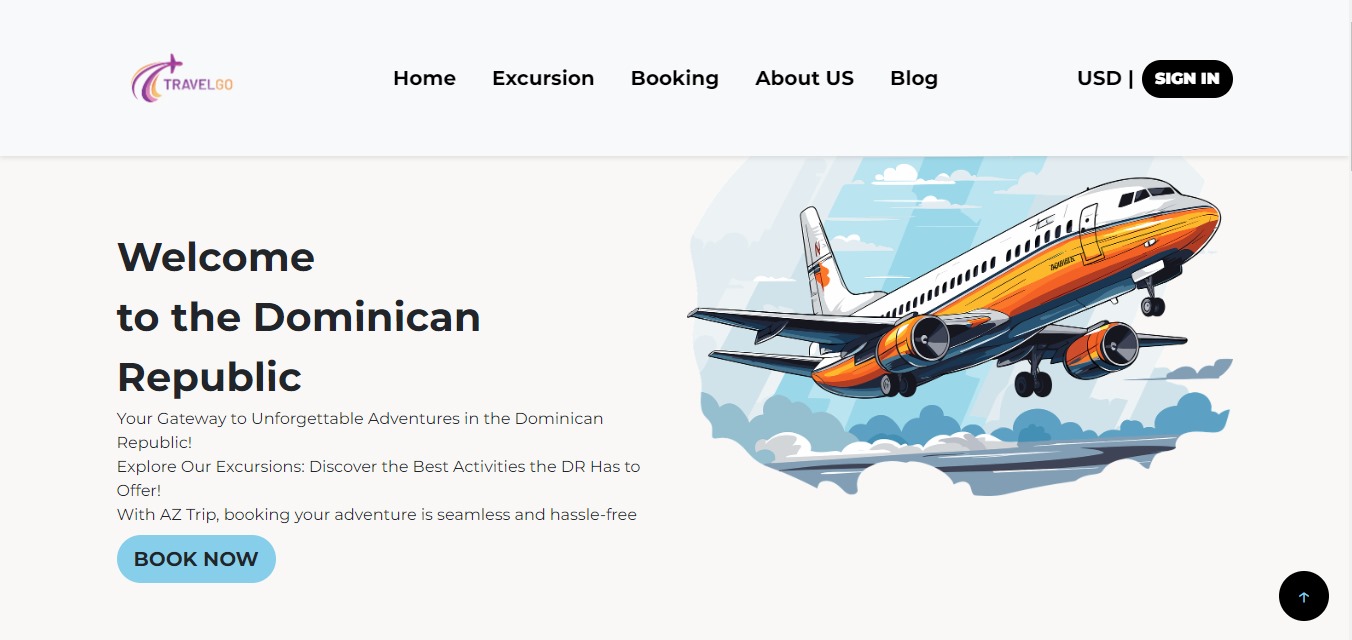 TRAVELGO
Home Excursion Booking About Us Blog
USD | SIGN IN
Welcome
to the Dominican
Republic
Your Gateway to Unforgettable Adventures in the Dominican
Republic!
Explore Our Excursions: Discover the Best Activities the DR Has to
Offer!
With AZ Trip, booking your adventure is seamless and hassle-free
BOOK NOW